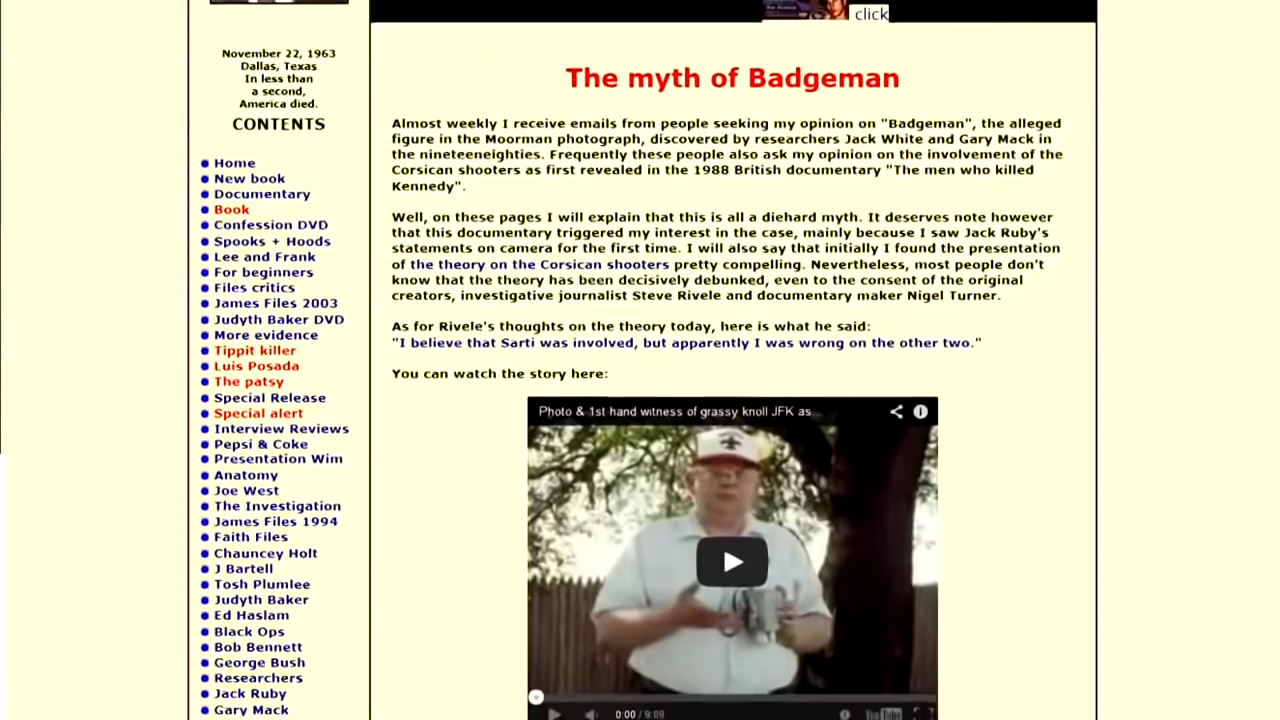 click
November 22, 1963
Dallas, Texas
In less than
a second,
America died.
CONTENTS
Home
New book
Documentary
Book
Confession DVD
Spooks + Hoods
Lee and Frank
For beginners
Files critics
James Files 2003
Judyth Baker DVD
More evidence
Tippit killer
Luis Posada
The patsy
Special Release
Special alert
Interview Reviews
Pepsi & Coke
Presentation Wim
Anatomy
Joe West
The Investigation
James Files 1994
Faith Files
Chauncey Holt
J Bartell
Tosh Plumlee
Judyth Baker
Ed Haslam
Black Ops
Bob Bennett
George Bush
Researchers
Jack Ruby
Gary Mack
The myth of Badgeman
Almost weekly I receive emails from people seeking my opinion on "Badgeman", the alleged
figure in the Moorman photograph, discovered by researchers Jack White and Gary Mack in
the nineteeneighties. Frequently these people also ask my opinion on the involvement of the
Corsican shooters as first revealed in the 1988 British documentary "The men who killed
Kennedy".
Well, on these pages I will explain that this is all a diehard myth. It deserves note however
that this documentary triggered my interest in the case, mainly because I saw Jack Ruby's
statements on camera for the first time. I will also say that initially I found the presentation
of the theory on the Corsican shooters pretty compelling. Nevertheless, most people don't
know that the theory has been decisively debunked, even to the consent of the original
creators, investigative journalist Steve Rivele and documentary maker Nigel Turner.
As for Rivele's thoughts on the theory today, here is what he said:
"I believe that Sarti was involved, but apparently I was wrong on the other two."
You can watch the story here:
Photo & 1st hand witness of grassy knoll JFK as...
0:00 / 9:09
YouTube